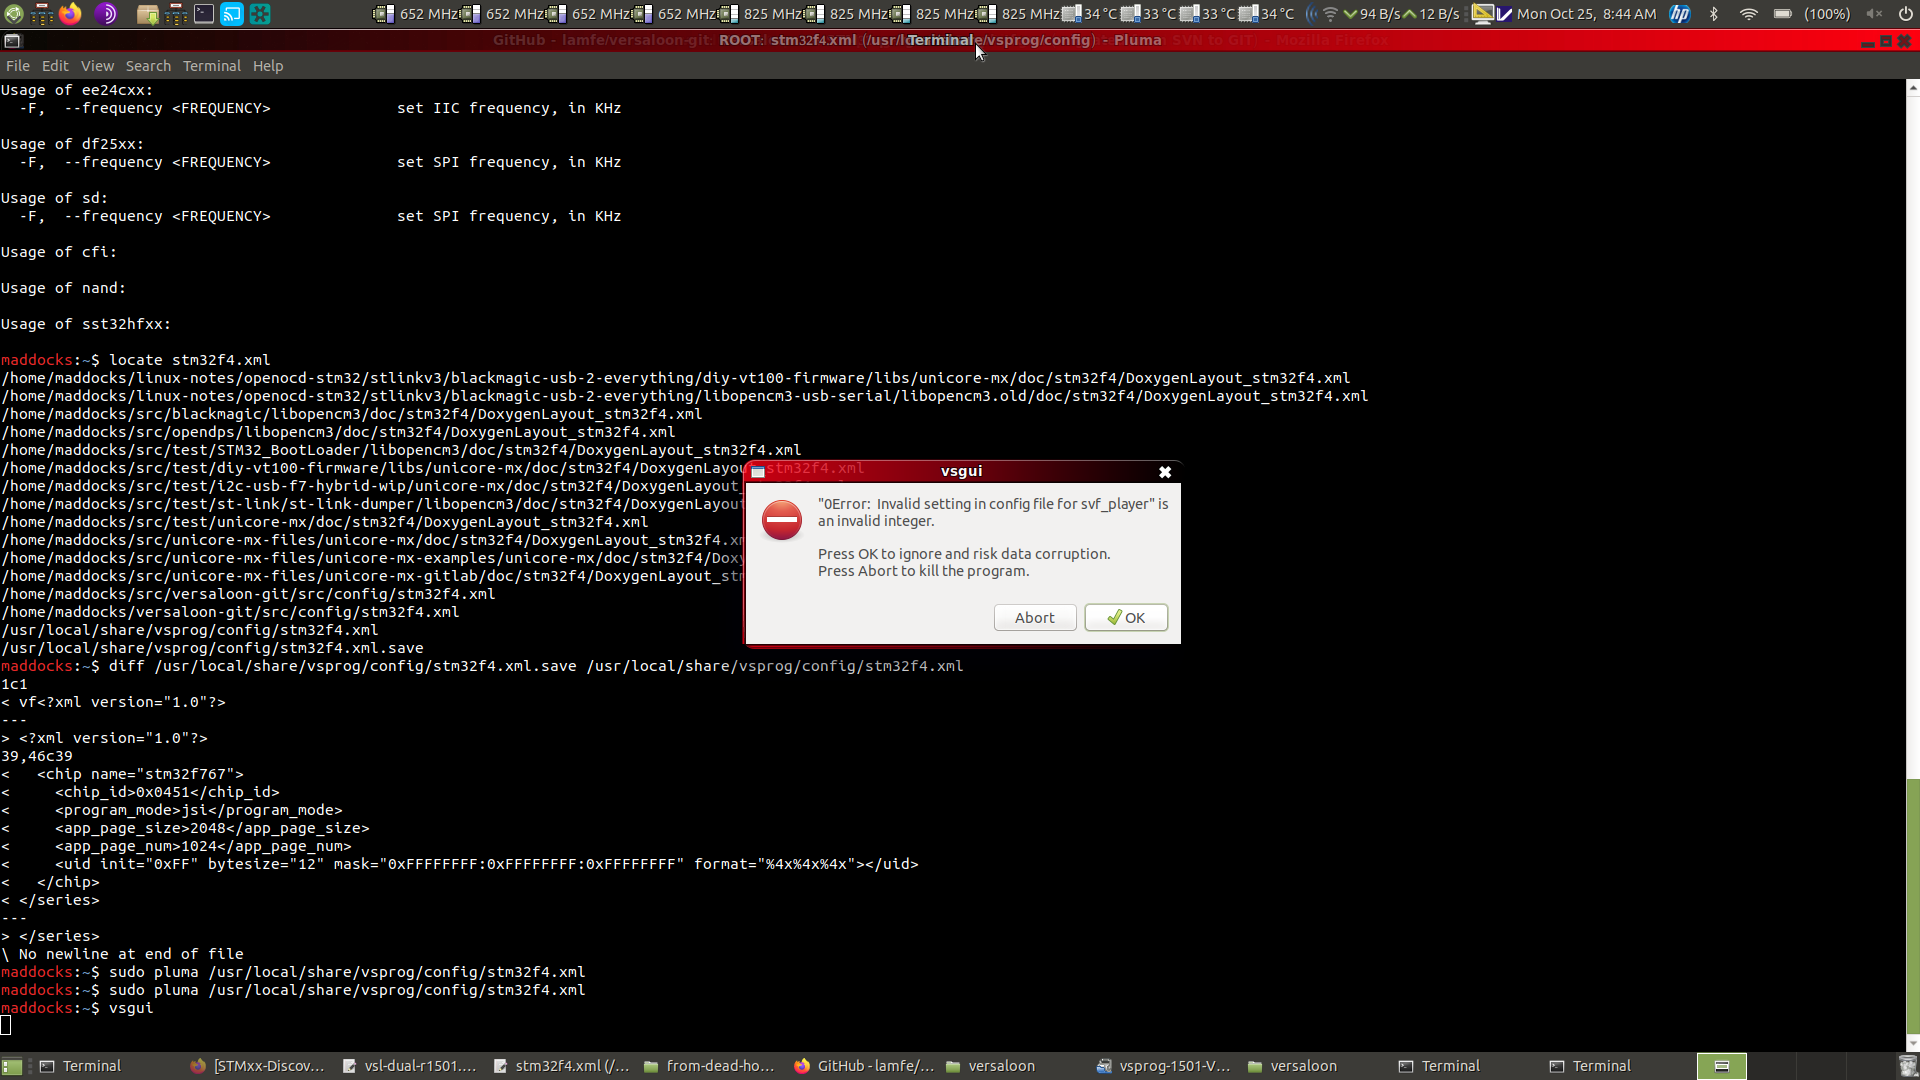 652 MHz 652 MHz 652 MHz 652 MHz 825 MHz 825 MHz 825 MHz 825 MHz 34 °C 33 °C 33 °C 34 °C 94 B/s 12 B/s Mon Oct 25, 8:44 AM hp (100%)
GitHub - lamfe/versaloon-git: ROOT: stm32f4.xml (/usr/l Terminal e/vsprog/config) - Pluma SVN to GIT) - Mozilla Firefox
File Edit View Search Terminal Help
Usage of ee24cxx:
-F, --frequency <FREQUENCY> set IIC frequency, in KHz
Usage of df25xx:
-F, --frequency <FREQUENCY> set SPI frequency, in KHz
Usage of sd:
-F, --frequency <FREQUENCY> set SPI frequency, in KHz
Usage of cfi:
Usage of nand:
Usage of sst32hfxx:
maddocks:~$ locate stm32f4.xml
/home/maddocks/linux-notes/openocd-stm32/stlinkv3/blackmagic-usb-2-everything/diy-vt100-firmware/libs/unicore-mx/doc/stm32f4/DoxygenLayout_stm32f4.xml
/home/maddocks/linux-notes/openocd-stm32/stlinkv3/blackmagic-usb-2-everything/libopencm3-usb-serial/libopencm3.old/doc/stm32f4/DoxygenLayout_stm32f4.xml
/home/maddocks/src/blackmagic/libopencm3/doc/stm32f4/DoxygenLayout_stm32f4.xml
/home/maddocks/src/opendps/libopencm3/doc/stm32f4/DoxygenLayout_stm32f4.xml
/home/maddocks/src/test/STM32_BootLoader/libopencm3/doc/stm32f4/DoxygenLayout_stm32f4.xml
/home/maddocks/src/test/diy-vt100-firmware/libs/unicore-mx/doc/stm32f4/DoxygenLayout_stm32f4.xml
/home/maddocks/src/test/i2c-usb-f7-hybrid-wip/unicore-mx/doc/stm32f4/DoxygenLayout_
/home/maddocks/src/test/st-link/st-link-dumper/libopencm3/doc/stm32f4/DoxygenLayout
/home/maddocks/src/test/unicore-mx/doc/stm32f4/DoxygenLayout_stm32f4.xml
/home/maddocks/src/unicore-mx-files/unicore-mx/doc/stm32f4/DoxygenLayout_stm32f4.xm
/home/maddocks/src/unicore-mx-files/unicore-mx-examples/unicore-mx/doc/stm32f4/Doxy
/home/maddocks/src/unicore-mx-files/unicore-mx-gitlab/doc/stm32f4/DoxygenLayout_stm
/home/maddocks/src/versaloon-git/src/config/stm32f4.xml
/home/maddocks/versaloon-git/src/config/stm32f4.xml
/usr/local/share/vsprog/config/stm32f4.xml
/usr/local/share/vsprog/config/stm32f4.xml.save
maddocks:~$ diff /usr/local/share/vsprog/config/stm32f4.xml.save /usr/local/share/vsprog/config/stm32f4.xml
1c1
< vf<?xml version="1.0"?>
---
> <?xml version="1.0"?>
39,46c39
< <chip name="stm32f767">
< <chip_id>0x0451</chip_id>
< <program_mode>jsi</program_mode>
< <app_page_size>2048</app_page_size>
< <app_page_num>1024</app_page_num>
< <uid init="0xFF" bytesize="12" mask="0xFFFFFFFF:0xFFFFFFFF:0xFFFFFFFF" format="%4x%4x%4x"></uid>
< </chip>
< </series>
---
> </series>
\ No newline at end of file
maddocks:~$ sudo pluma /usr/local/share/vsprog/config/stm32f4.xml
maddocks:~$ sudo pluma /usr/local/share/vsprog/config/stm32f4.xml
maddocks:~$ vsgui
vsgui
"0Error: Invalid setting in config file for svf_player" is
an invalid integer.
Press OK to ignore and risk data corruption.
Press Abort to kill the program.
Abort OK
Terminal [STMxx-Discov... vsl-dual-r1501.... stm32f4.xml (/... from-dead-ho... GitHub - lamfe/... versaloon vsprog-1501-V... versaloon Terminal Terminal